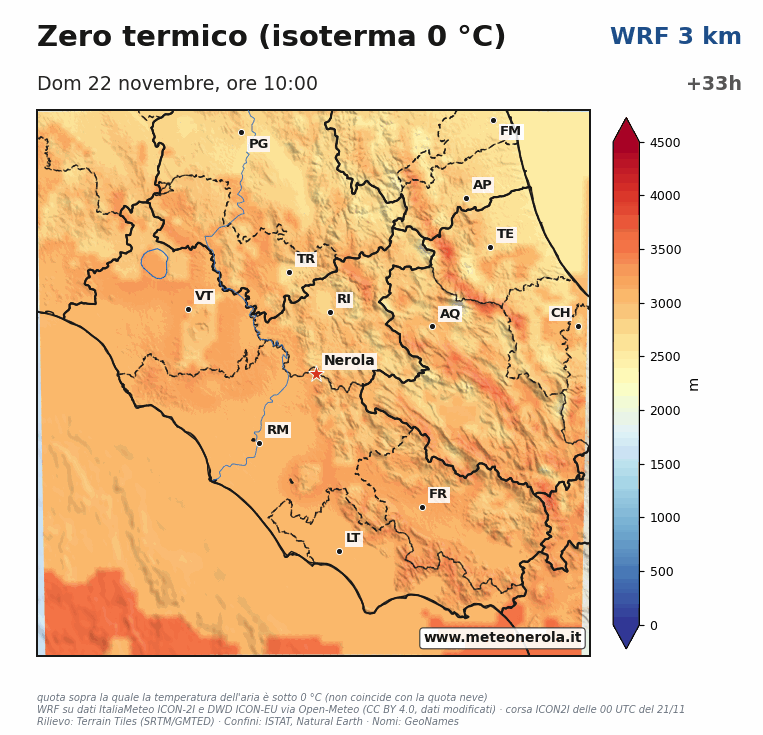 Zero termico (isoterma 0 °C)
WRF 3 km
Dom 22 novembre, ore 10:00
+33h
FM
PG
AP
TE
TR
VT
RI
AQ
CH
Nerola
RM
FR
LT
www.meteonerola.it
4500
4000
3500
3000
2500
2000
1500
1000
500
0
m
quota sopra la quale la temperatura dell'aria è sotto 0 °C (non coincide con la quota neve)
WRF su dati ItaliaMeteo ICON-2I e DWD ICON-EU via Open-Meteo (CC BY 4.0, dati modificati) · corsa ICON2I delle 00 UTC del 21/11
Rilievo: Terrain Tiles (SRTM/GMTED) · Confini: ISTAT, Natural Earth · Nomi: GeoNames